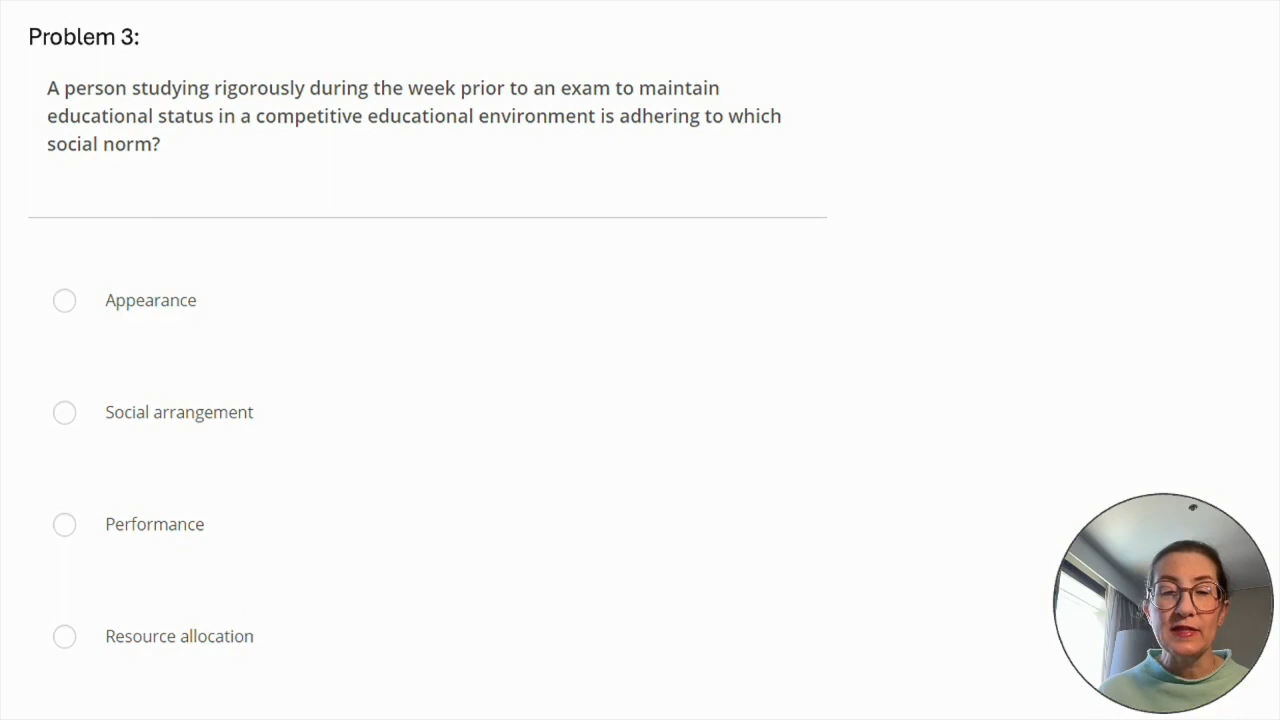 Problem 3:
A person studying rigorously during the week prior to an exam to maintain
educational status in a competitive educational environment is adhering to which
social norm?
Appearance
Social arrangement
Performance
Resource allocation